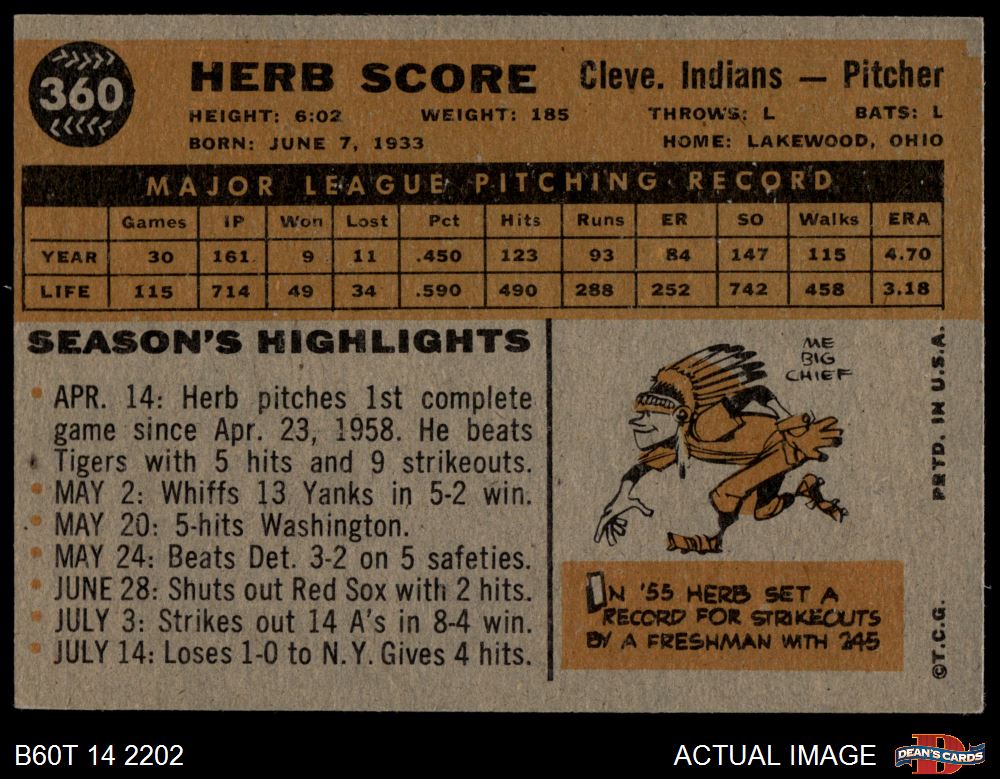 360
HERB SCORE Cleve. Indians — Pitcher
HEIGHT: 6:02 WEIGHT: 185 THROWS: L BATS: L
BORN: JUNE 7, 1933 HOME: LAKEWOOD, OHIO
MAJOR LEAGUE PITCHING RECORD
Games IP Won Lost Pct Hits Runs ER SO Walks ERA
YEAR 30 161 9 11 .450 123 93 84 147 115 4.70
LIFE 115 714 49 34 .590 490 288 252 742 458 3.18
SEASON'S HIGHLIGHTS
• APR. 14: Herb pitches 1st complete
game since Apr. 23, 1958. He beats
Tigers with 5 hits and 9 strikeouts.
• MAY 2: Whiffs 13 Yanks in 5-2 win.
• MAY 20: 5-hits Washington.
• MAY 24: Beats Det. 3-2 on 5 safeties.
• JUNE 28: Shuts out Red Sox with 2 hits.
• JULY 3: Strikes out 14 A's in 8-4 win.
• JULY 14: Loses 1-0 to N.Y. Gives 4 hits.
ME
BIG
CHIEF
IN '55 HERB SET A
RECORD FOR STRIKEOUTS
BY A FRESHMAN WITH 245
©T.C.G. PRTD. IN U.S.A.
B60T 14 2202 ACTUAL IMAGE
D
DEAN'S CARDS